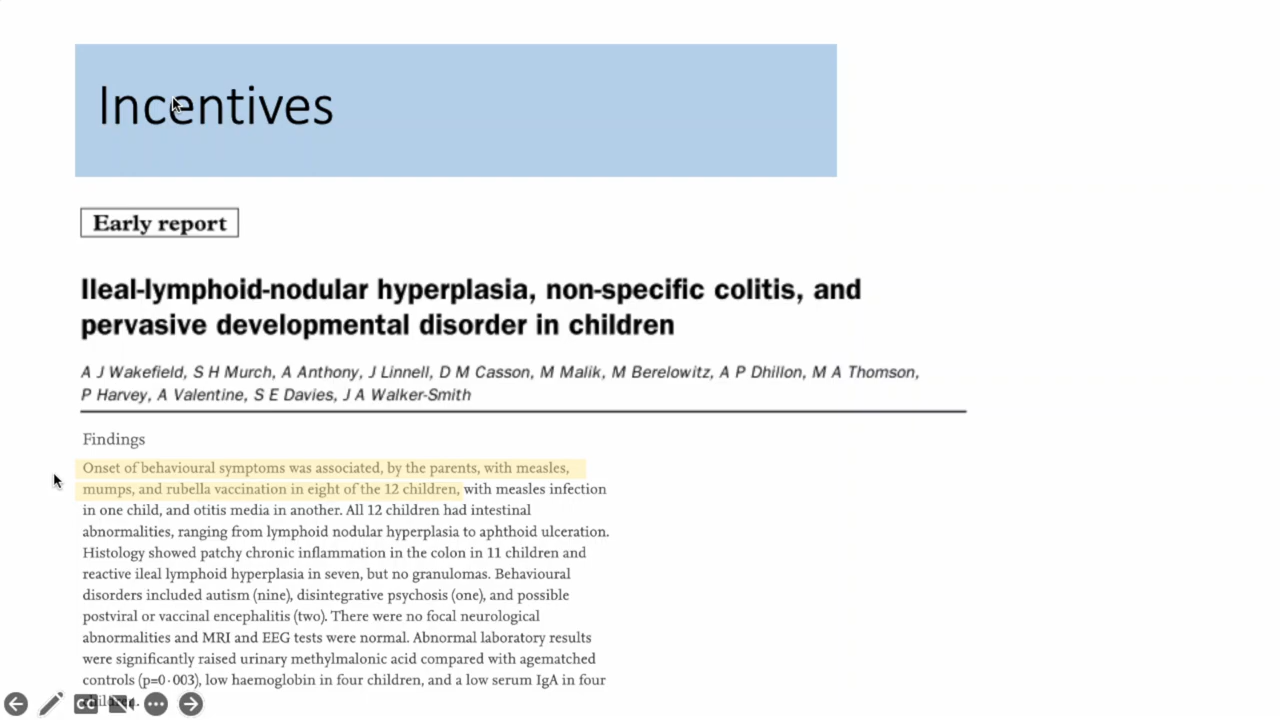 Incentives
Early report
Ileal-lymphoid-nodular hyperplasia, non-specific colitis, and
pervasive developmental disorder in children
A J Wakefield, S H Murch, A Anthony, J Linnell, D M Casson, M Malik, M Berelowitz, A P Dhillon, M A Thomson,
P Harvey, A Valentine, S E Davies, J A Walker-Smith
Findings
Onset of behavioural symptoms was associated, by the parents, with measles,
mumps, and rubella vaccination in eight of the 12 children, with measles infection
in one child, and otitis media in another. All 12 children had intestinal
abnormalities, ranging from lymphoid nodular hyperplasia to aphthoid ulceration.
Histology showed patchy chronic inflammation in the colon in 11 children and
reactive ileal lymphoid hyperplasia in seven, but no granulomas. Behavioural
disorders included autism (nine), disintegrative psychosis (one), and possible
postviral or vaccinal encephalitis (two). There were no focal neurological
abnormalities and MRI and EEG tests were normal. Abnormal laboratory results
were significantly raised urinary methylmalonic acid compared with agematched
controls (p=0·003), low haemoglobin in four children, and a low serum IgA in four
children.
CC